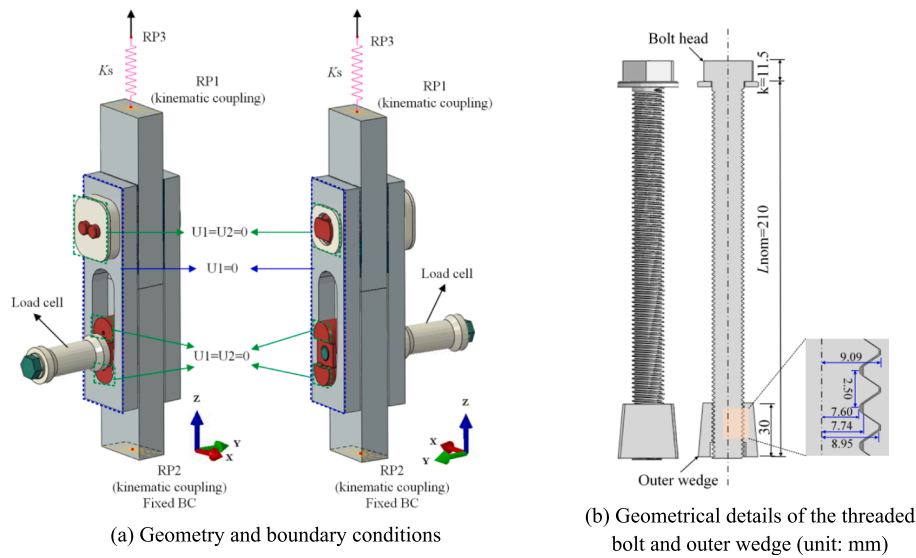 RP3
Ks
RP1
(kinematic coupling)
U1=U2=0
U1=0
Load cell
U1=U2=0
Z
Y
X
RP2
(kinematic coupling)
Fixed BC
RP3
Ks
RP1
(kinematic coupling)
Load cell
Z
X
Y
RP2
(kinematic coupling)
Fixed BC
(a) Geometry and boundary conditions
Bolt head
k=11.5
Lnom=210
30
Outer wedge
9.09
2.50
7.60
7.74
8.95
(b) Geometrical details of the threaded
bolt and outer wedge (unit: mm)